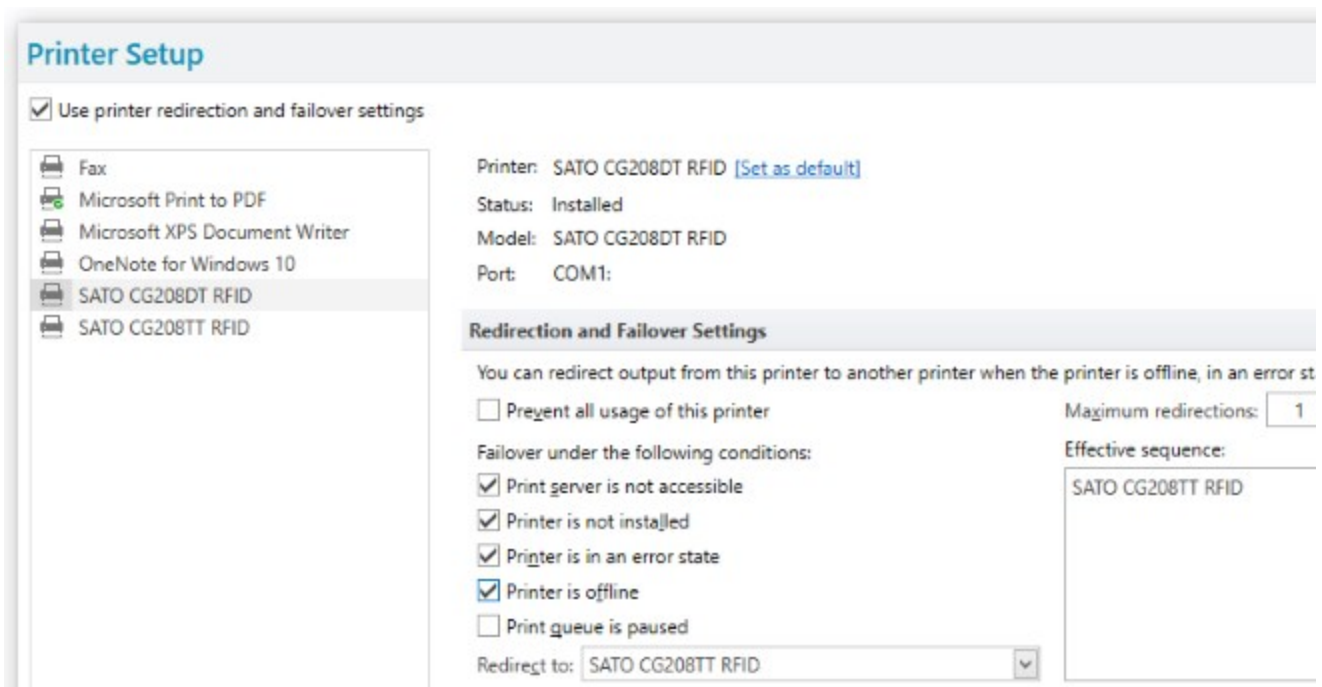 Printer Setup
Use printer redirection and failover settings
Fax
Microsoft Print to PDF
Microsoft XPS Document Writer
OneNote for Windows 10
SATO CG208DT RFID
SATO CG208TT RFID
Printer: SATO CG208DT RFID [Set as default]
Status: Installed
Model: SATO CG208DT RFID
Port: COM1:
Redirection and Failover Settings
You can redirect output from this printer to another printer when the printer is offline, in an error st
Prevent all usage of this printer
Maximum redirections: 1
Failover under the following conditions:
Print server is not accessible
Printer is not installed
Printer is in an error state
Printer is offline
Print queue is paused
Redirect to: SATO CG208TT RFID
Effective sequence:
SATO CG208TT RFID